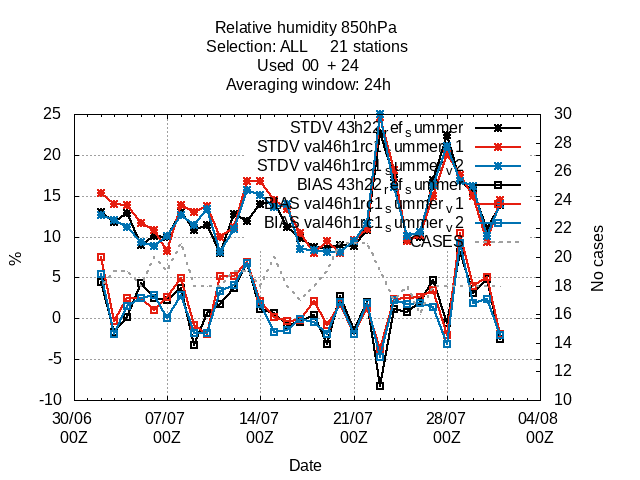 Relative humidity 850hPa
Selection: ALL 21 stations
Used 00 + 24
Averaging window: 24h
25
20
15
10
5
0
-5
-10
%
30
28
26
24
22
20
18
16
14
12
10
No cases
STDV 43h22_ref_summer
STDV val46h1rc1_summer_v1
STDV val46h1rc1_summer_v2
BIAS 43h22_ref_summer
BIAS val46h1rc1_summer_v1
BIAS val46h1rc1_summer_v2
CASES
30/06 07/07 14/07 21/07 28/07 04/08
00Z 00Z 00Z 00Z 00Z 00Z
Date